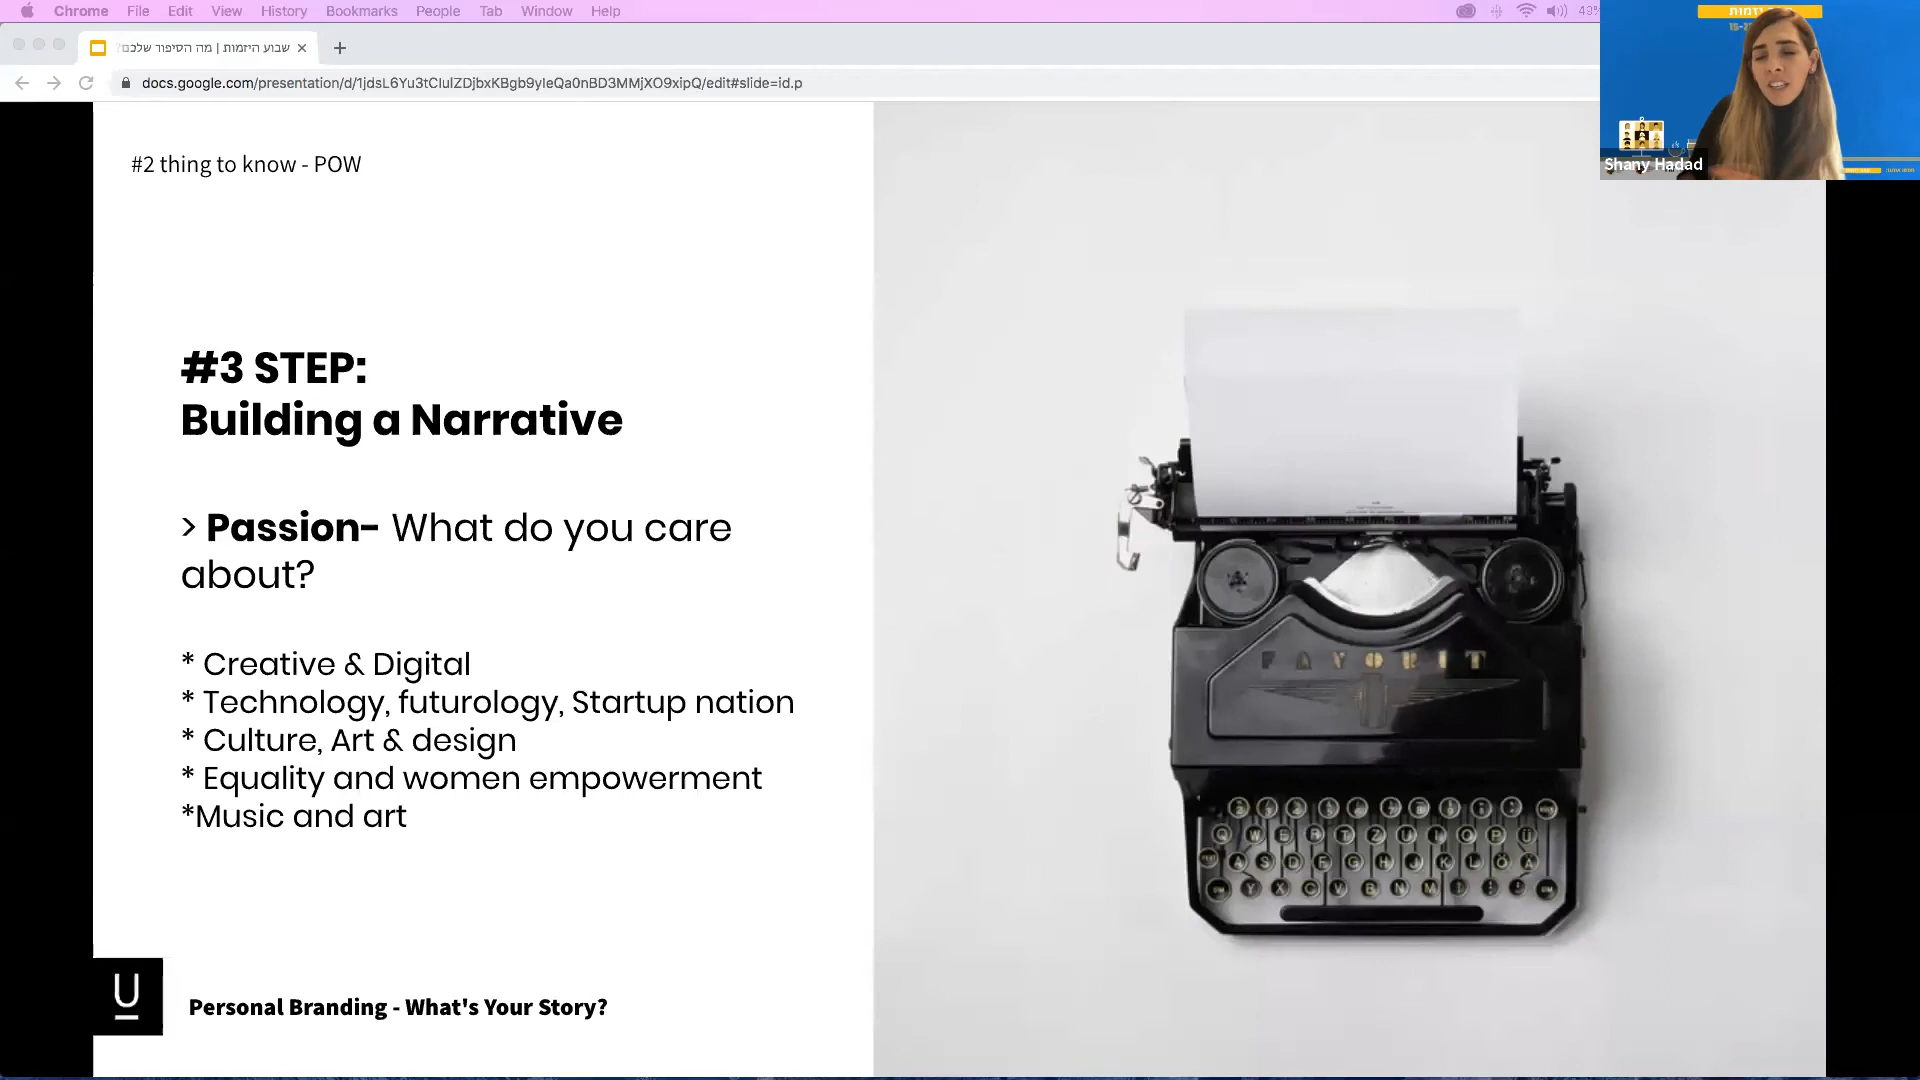 Chrome File Edit View History Bookmarks People Tab Window Help
שבוע היזמות | מה הסיפור שלכם?
docs.google.com/presentation/d/1jdsL6Yu3tCIulZDjbxKBgb9yIeQa0nBD3MMjXO9xipQ/edit#slide=id.p
Shany Hadad
#2 thing to know - POW
#3 STEP:
Building a Narrative
> Passion- What do you care
about?
* Creative & Digital
* Technology, futurology, Startup nation
* Culture, Art & design
* Equality and women empowerment
*Music and art
FAVORIT
Q W E R T Z U I O P Ü
A S D F G H J K L Ö Ä
Y X C V B N M
U
Personal Branding - What's Your Story?